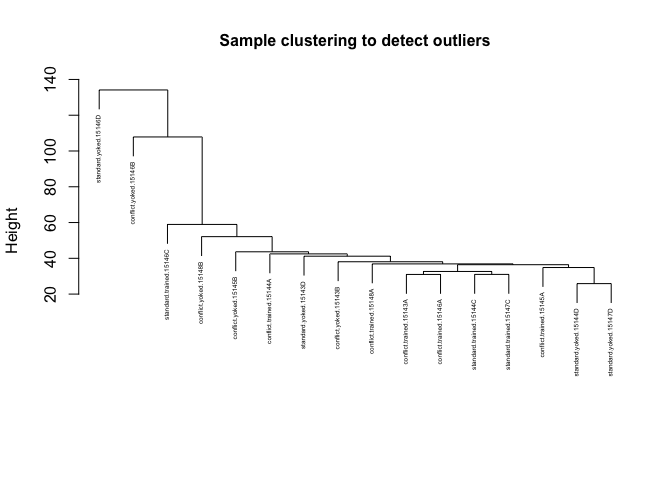 Sample clustering to detect outliers
Height
140
100
80
60
40
20
standard.yoked.15146D
conflict.yoked.15146B
standard.trained.15146C
conflict.yoked.15148B
conflict.yoked.15145B
conflict.trained.15144A
standard.yoked.15143D
conflict.yoked.15143B
conflict.trained.15148A
conflict.trained.15143A
conflict.trained.15146A
standard.trained.15144C
standard.trained.15147C
conflict.trained.15145A
standard.yoked.15144D
standard.yoked.15147D